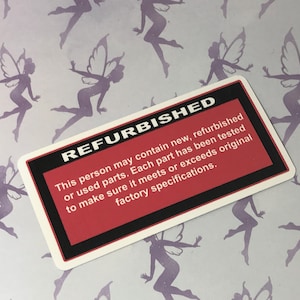 REFURBISHED
This person may contain new, refurbished
or used parts. Each part has been tested
to make sure it meets or exceeds original
factory specifications.